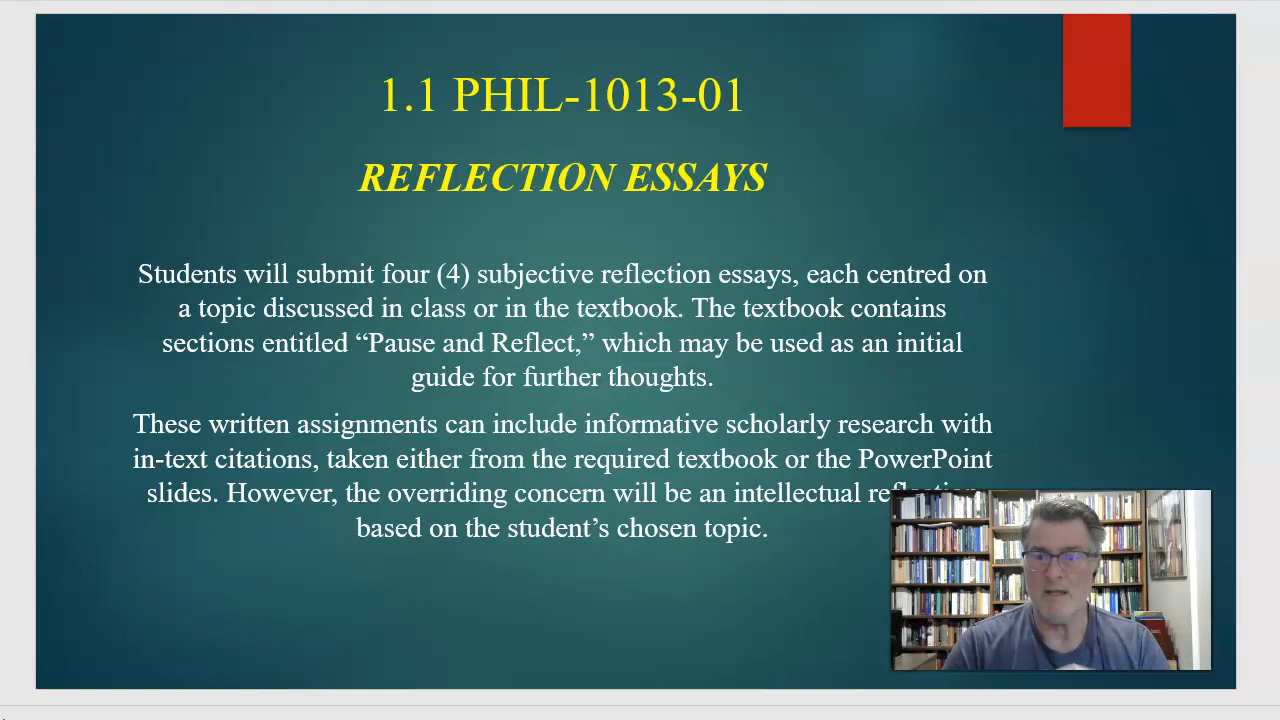 1.1 PHIL-1013-01
REFLECTION ESSAYS
Students will submit four (4) subjective reflection essays, each centred on
a topic discussed in class or in the textbook. The textbook contains
sections entitled “Pause and Reflect,” which may be used as an initial
guide for further thoughts.
These written assignments can include informative scholarly research with
in-text citations, taken either from the required textbook or the PowerPoint
slides. However, the overriding concern will be an intellectual
based on the student’s chosen topic.